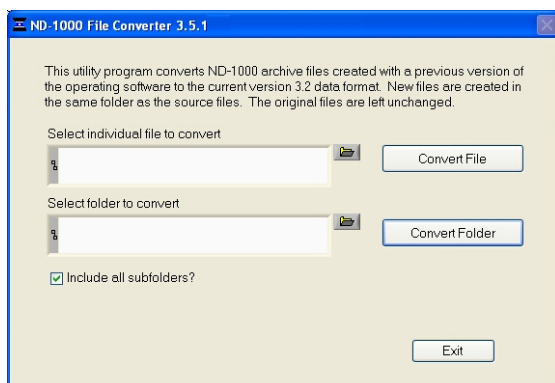 ND-1000 File Converter 3.5.1
This utility program converts ND-1000 archive files created with a previous version of
the operating software to the current version 3.2 data format. New files are created in
the same folder as the source files. The original files are left unchanged.
Select individual file to convert
Convert File
Select folder to convert
Convert Folder
Include all subfolders?
Exit